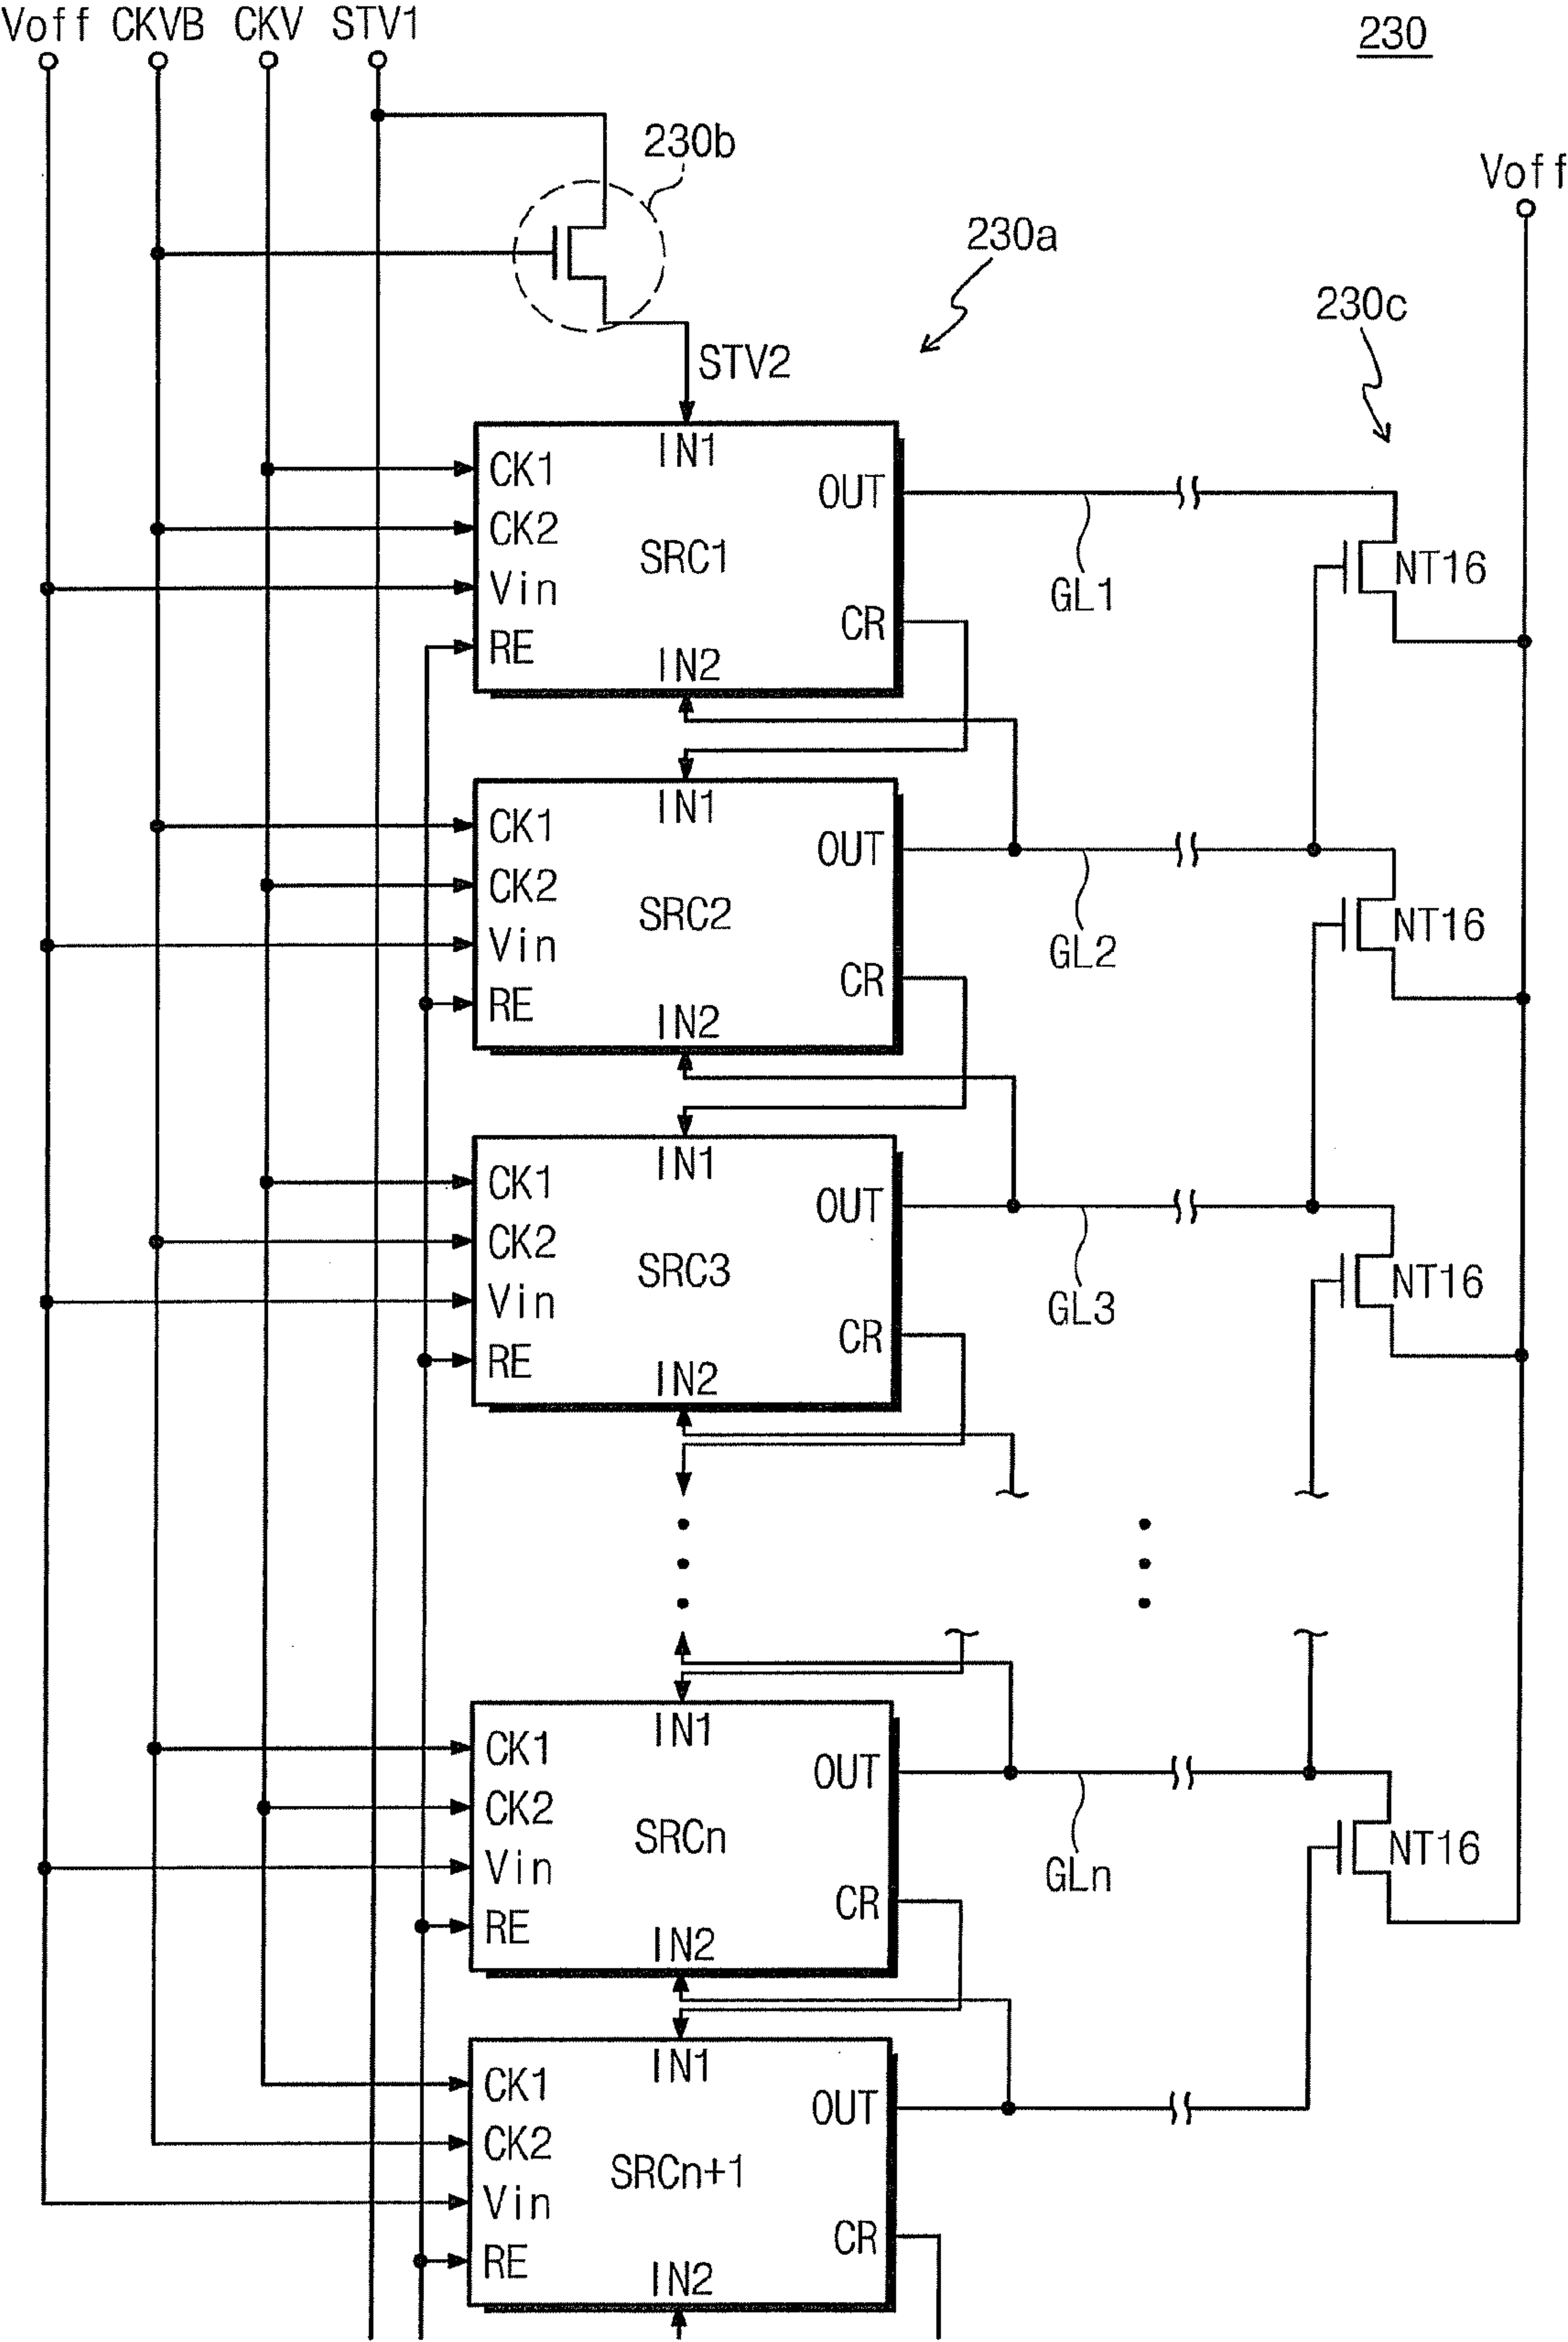 Voff CKVB CKV STV1
230
230b
Voff
230a
230c
STV2
IN1
CK1
OUT
CK2
SRC1
NT16
Vin
GL1
CR
RE
IN2
IN1
CK1
OUT
CK2
SRC2
NT16
Vin
GL2
CR
RE
IN2
IN1
CK1
OUT
CK2
SRC3
NT16
Vin
GL3
CR
RE
IN2
IN1
CK1
OUT
CK2
SRCn
NT16
Vin
GLn
CR
RE
IN2
IN1
CK1
OUT
CK2
SRCn+1
Vin
CR
RE
IN2